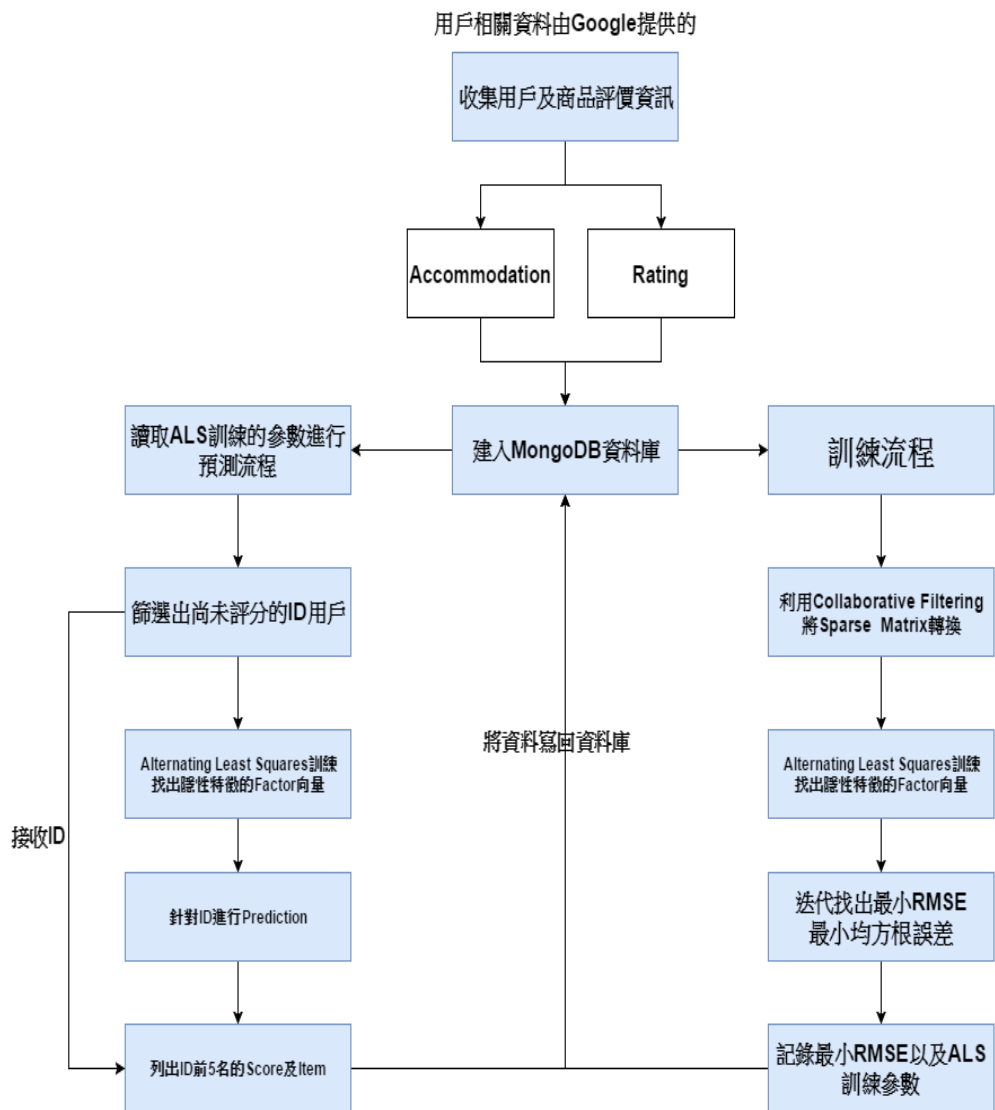 用戶相關資料由Google提供的
收集用戶及商品評價資訊
Accommodation
Rating
讀取ALS訓練的參數進行
預測流程
建入MongoDB資料庫
訓練流程
篩選出尚未評分的ID用戶
利用Collaborative Filtering
將Sparse Matrix轉換
Alternating Least Squares訓練
找出隱性特徵的Factor向量
將資料寫回資料庫
Alternating Least Squares訓練
找出隱性特徵的Factor向量
接收ID
針對ID進行Prediction
迭代找出最小RMSE
最小均方根誤差
列出ID前5名的Score及Item
記錄最小RMSE以及ALS
訓練參數